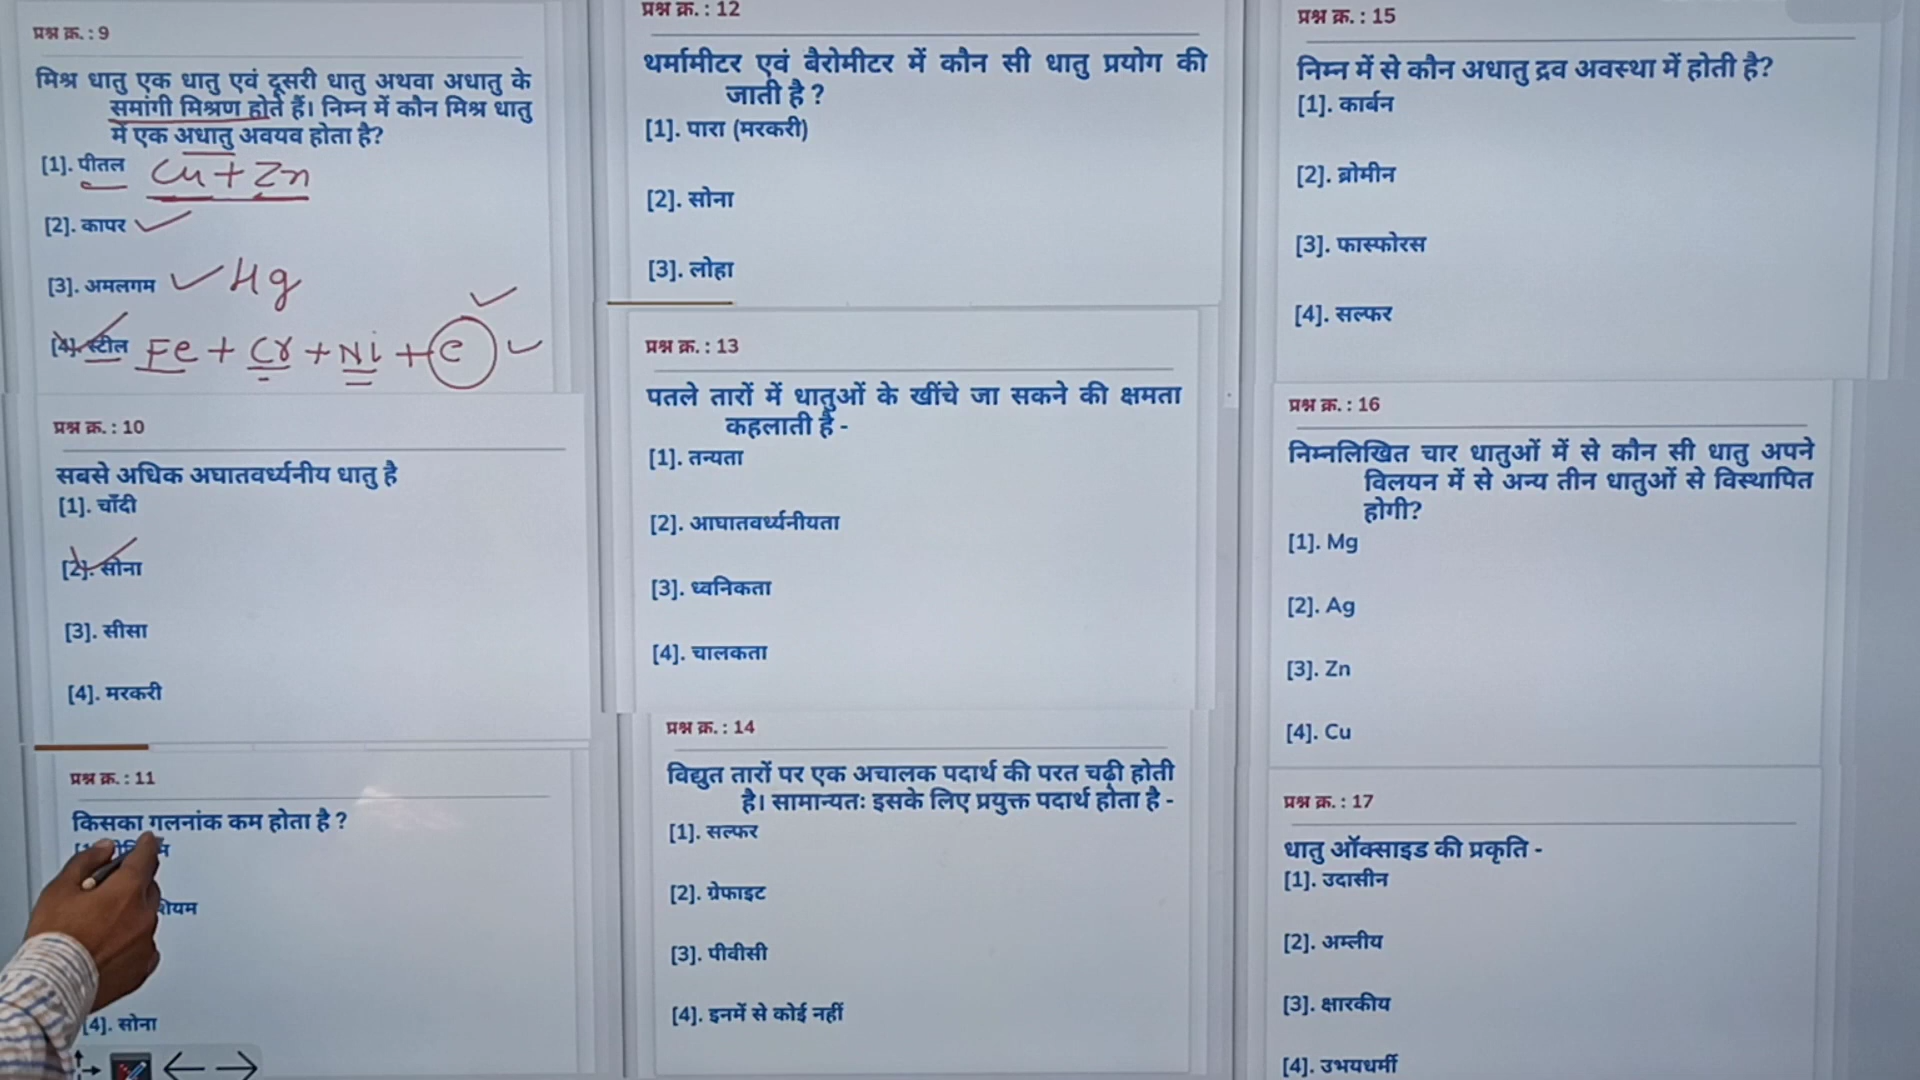 प्रश्न क्र. : 9
मिश्र धातु एक धातु एवं दूसरी धातु अथवा अधातु के
समांगी मिश्रण होते हैं। निम्न में कौन मिश्र धातु
में एक अधातु अवयव होता है?
[1]. पीतल Cu + Zn
[2]. कापर
[3]. अमलगम Hg
[4]. स्टील Fe + Cr + Ni + C
प्रश्न क्र. : 10
सबसे अधिक अघातवर्ध्यनीय धातु है
[1]. चाँदी
[2]. सोना
[3]. सीसा
[4]. मरकरी
प्रश्न क्र. : 11
किसका गलनांक कम होता है ?
[4]. सोना
प्रश्न क्र. : 12
थर्मामीटर एवं बैरोमीटर में कौन सी धातु प्रयोग की
जाती है ?
[1]. पारा (मरकरी)
[2]. सोना
[3]. लोहा
प्रश्न क्र. : 13
पतले तारों में धातुओं के खींचे जा सकने की क्षमता
कहलाती है -
[1]. तन्यता
[2]. आघातवर्ध्यनीयता
[3]. ध्वनिकता
[4]. चालकता
प्रश्न क्र. : 14
विद्युत तारों पर एक अचालक पदार्थ की परत चढ़ी होती
है। सामान्यतः इसके लिए प्रयुक्त पदार्थ होता है -
[1]. सल्फर
[2]. ग्रेफाइट
[3]. पीवीसी
[4]. इनमें से कोई नहीं
प्रश्न क्र. : 15
निम्न में से कौन अधातु द्रव अवस्था में होती है?
[1]. कार्बन
[2]. ब्रोमीन
[3]. फास्फोरस
[4]. सल्फर
प्रश्न क्र. : 16
निम्नलिखित चार धातुओं में से कौन सी धातु अपने
विलयन में से अन्य तीन धातुओं से विस्थापित
होगी?
[1]. Mg
[2]. Ag
[3]. Zn
[4]. Cu
प्रश्न क्र. : 17
धातु ऑक्साइड की प्रकृति -
[1]. उदासीन
[2]. अम्लीय
[3]. क्षारकीय
[4]. उभयधर्मी